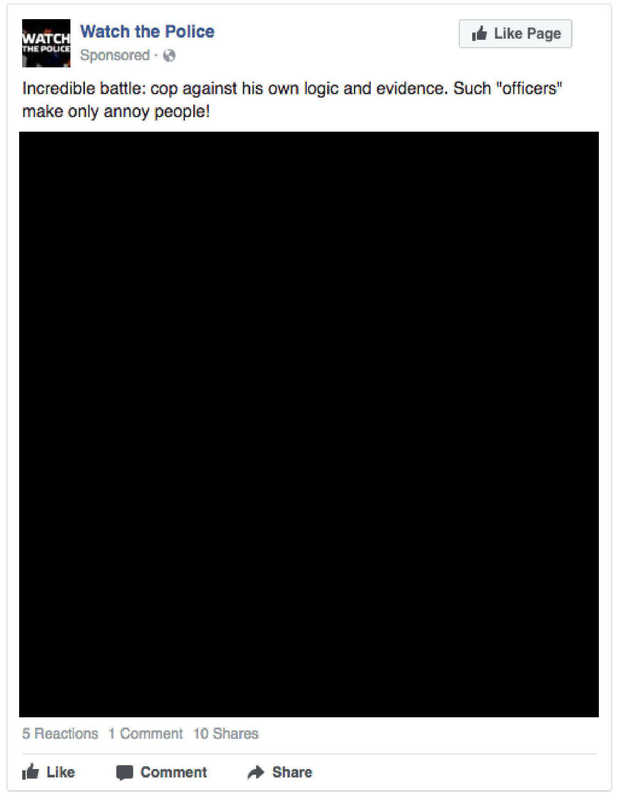 WATCH
THE POLICE
Watch the Police
Sponsored ·
Like Page
Incredible battle: cop against his own logic and evidence. Such "officers"
make only annoy people!
5 Reactions 1 Comment 10 Shares
Like Comment Share